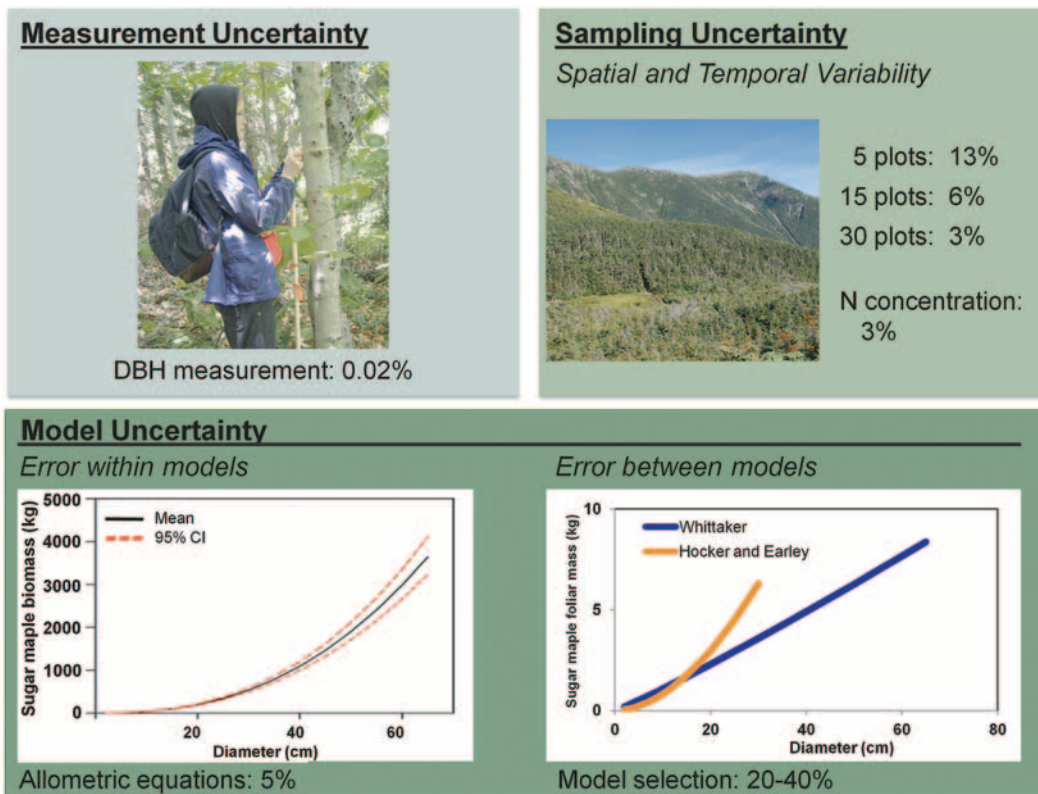 Measurement Uncertainty
DBH measurement: 0.02%
Sampling Uncertainty
Spatial and Temporal Variability
5 plots: 13%
15 plots: 6%
30 plots: 3%
N concentration:
3%
Model Uncertainty
Error within models
Sugar maple biomass (kg)
5000
4000
3000
2000
1000
0
Mean
95% CI
20
40
60
Diameter (cm)
Allometric equations: 5%
Error between models
Sugar maple foliar mass (kg)
10
5
0
Whittaker
Hocker and Earley
0
20
40
60
80
Diameter (cm)
Model selection: 20-40%